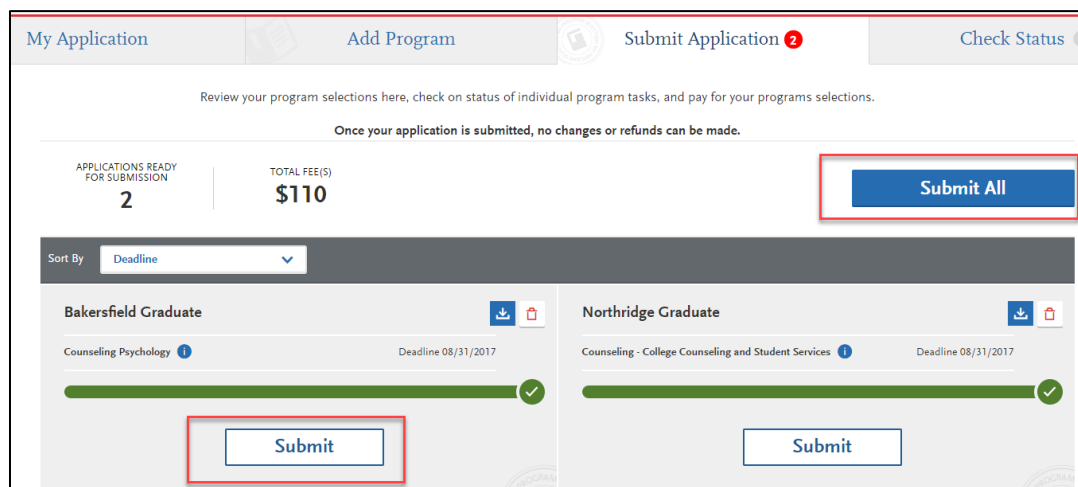 My Application
Add Program
Submit Application 2
Check Status
Review your program selections here, check on status of individual program tasks, and pay for your programs selections.
Once your application is submitted, no changes or refunds can be made.
APPLICATIONS READY
FOR SUBMISSION
2
TOTAL FEE(S)
$110
Submit All
Sort By Deadline
Bakersfield Graduate
Counseling Psychology i Deadline 08/31/2017
Submit
Northridge Graduate
Counseling - College Counseling and Student Services i Deadline 08/31/2017
Submit